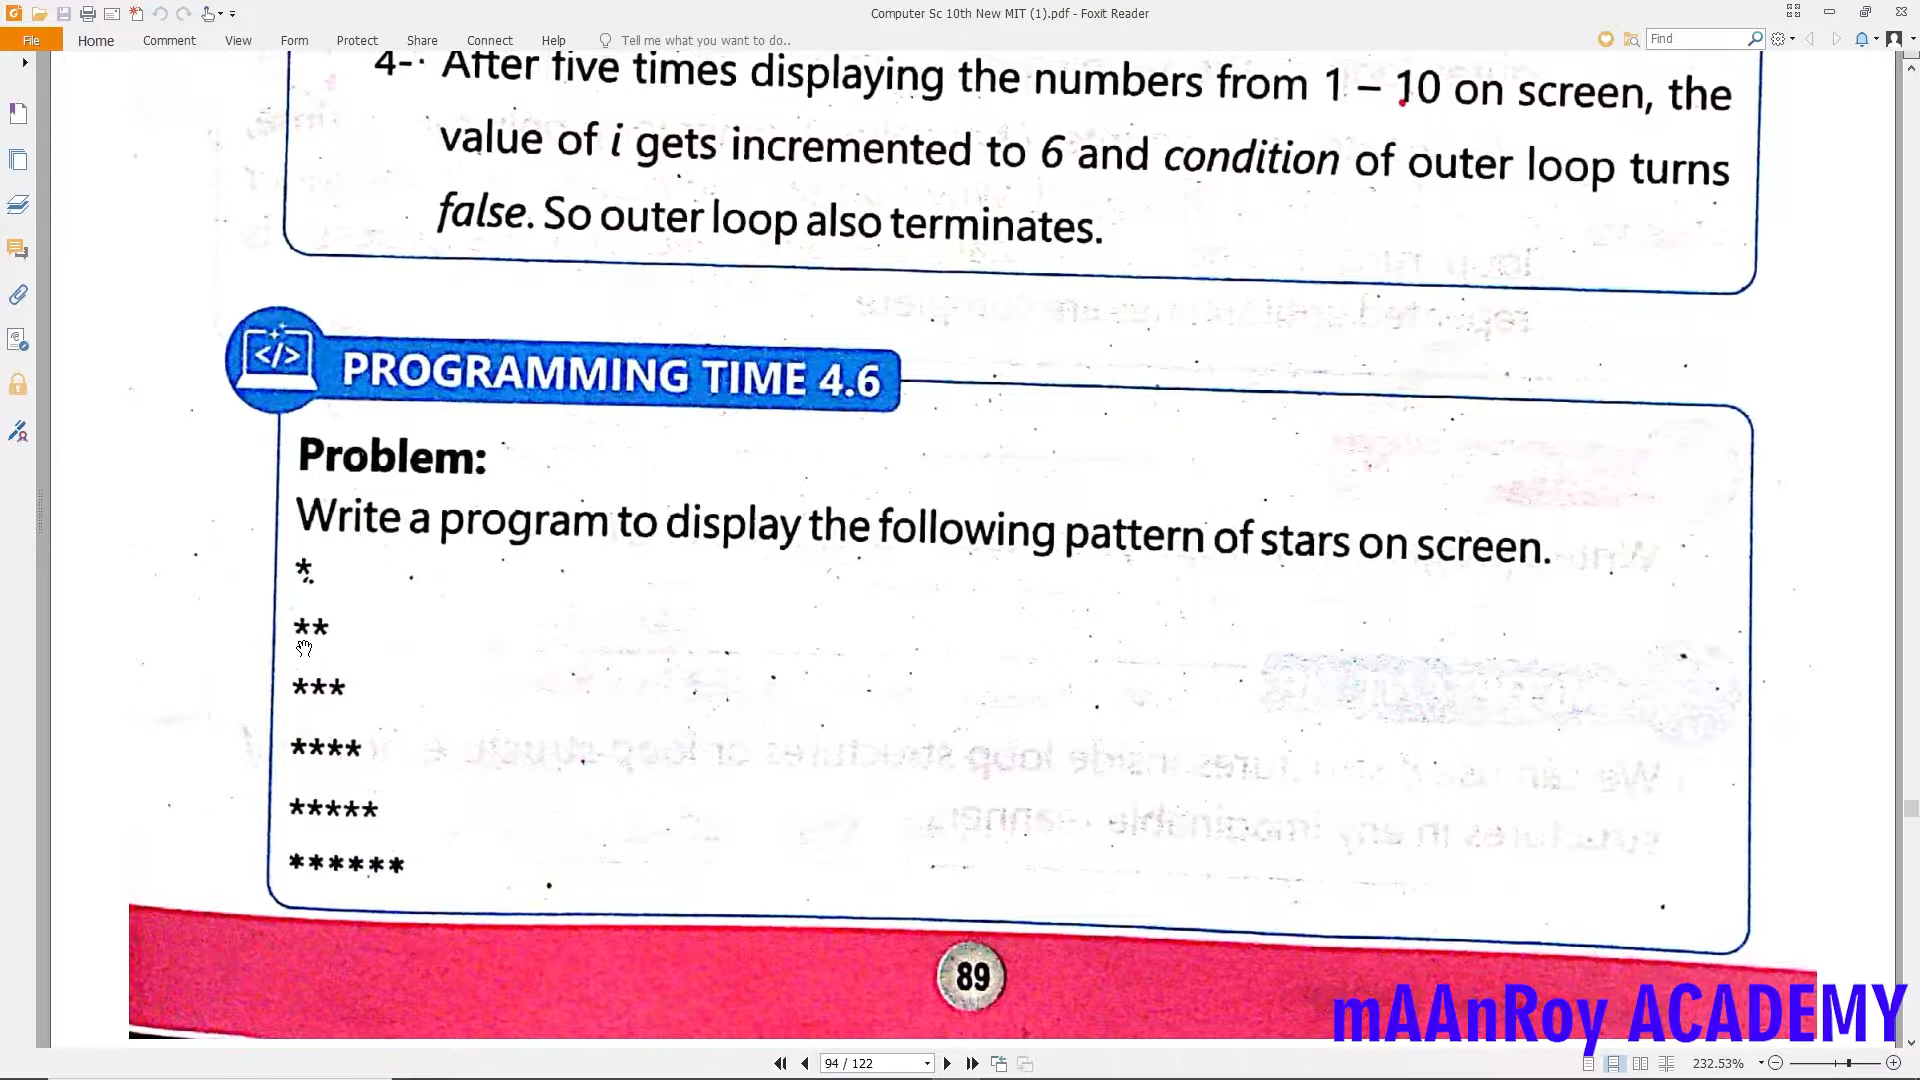 Computer Sc 10th New MIT (1).pdf - Foxit Reader
File Home Comment View Form Protect Share Connect Help Tell me what you want to do.. Find
4-. After five times displaying the numbers from 1 – 10 on screen, the
value of i gets incremented to 6 and condition of outer loop turns
false. So outer loop also terminates.
</>
PROGRAMMING TIME 4.6
Problem:
Write a program to display the following pattern of stars on screen.
*
**
***
****
*****
******
89
mAAnRoy ACADEMY
94 / 122
232.53%